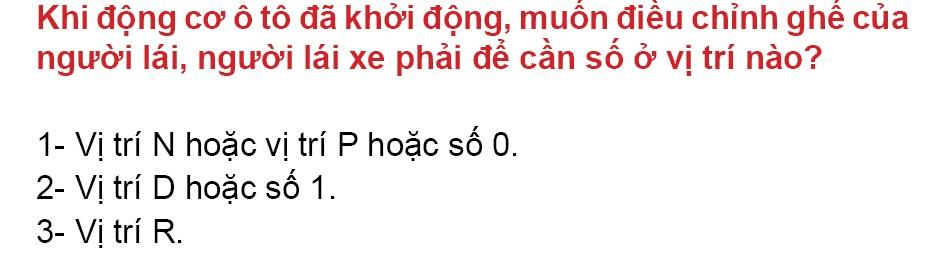 Khi động cơ ô tô đã khởi động, muốn điều chỉnh ghế của
người lái, người lái xe phải để cần số ở vị trí nào?
1- Vị trí N hoặc vị trí P hoặc số 0.
2- Vị trí D hoặc số 1.
3- Vị trí R.